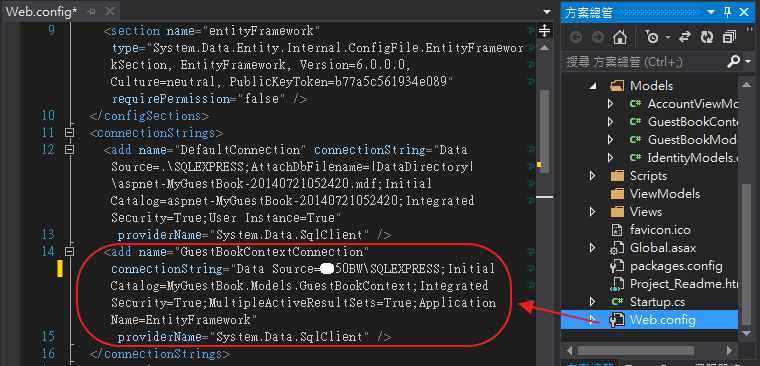 Web.config*
9 <section name="entityFramework"
type="System.Data.Entity.Internal.ConfigFile.EntityFramewor
kSection, EntityFramework, Version=6.0.0.0,
Culture=neutral, PublicKeyToken=b77a5c561934e089"
requirePermission="false" />
10 </configSections>
11 <connectionStrings>
12 <add name="DefaultConnection" connectionString="Data
Source=.\SQLEXPRESS;AttachDbFilename=|DataDirectory|
\aspnet-MyGuestBook-20140721052420.mdf;Initial
Catalog=aspnet-MyGuestBook-20140721052420;Integrated
Security=True;User Instance=True"
13 providerName="System.Data.SqlClient" />
14 <add name="GuestBookContextConnection"
connectionString="Data Source=50BW\SQLEXPRESS;Initial
Catalog=MyGuestBook.Models.GuestBookContext;Integrated
Security=True;MultipleActiveResultSets=True;Application
Name=EntityFramework"
15 providerName="System.Data.SqlClient" />
16 </connectionStrings>
方案總管
搜尋 方案總管 (Ctrl+;)
Models
C# AccountViewMo
C# GuestBookConte
C# GuestBookMode
C# IdentityModels.c
Scripts
ViewModels
Views
favicon.ico
Global.asax
packages.config
Project_Readme.htm
C# Startup.cs
Web.config